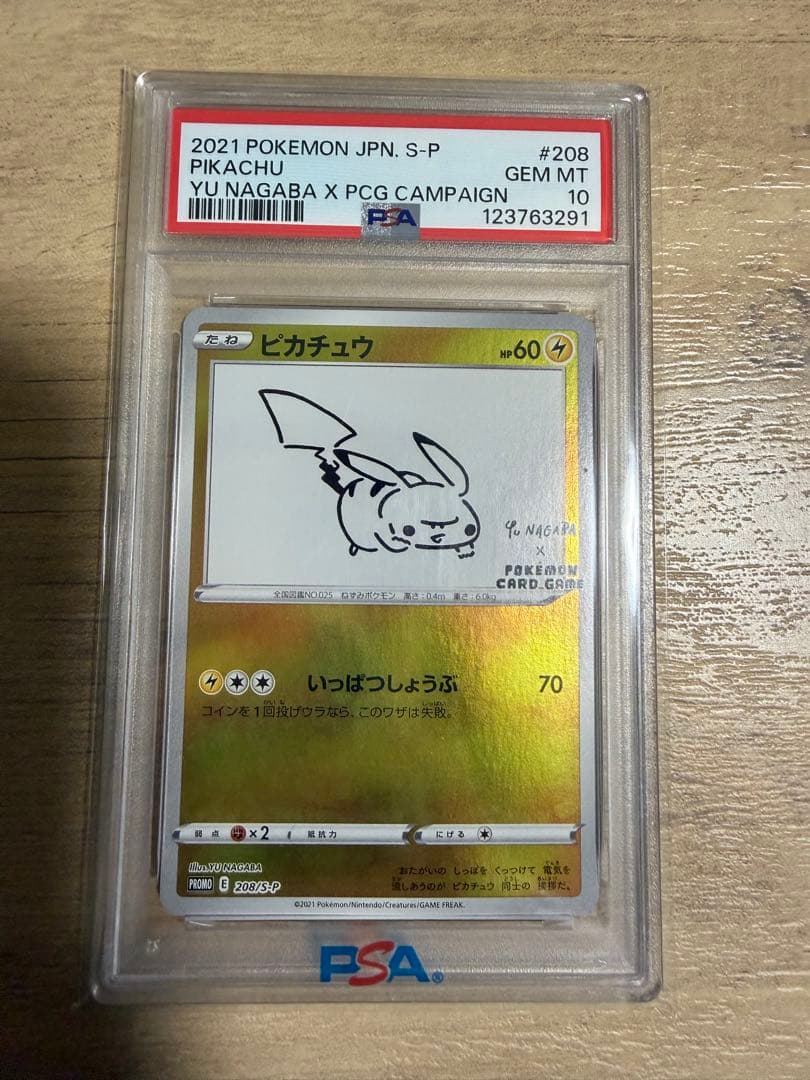 2021 POKEMON JPN. S-P #208
PIKACHU GEM MT
YU NAGABA X PCG CAMPAIGN 10
PSA 123763291
たね ピカチュウ HP60
YU NAGABA
X
POKEMON
CARD GAME
全国図鑑NO.025 ねずみポケモン 高さ:0.4m 重さ:6.0kg
いっぱつしょうぶ 70
コインを1回投げウラなら、このワザは失敗。
弱点 ×2 抵抗力 にげる
Illus. YU NAGABA
おたがいの しっぽを くっつけて 電気を
流しあうのが ピカチュウ 同士の 挨拶だ。
PROMO E 208/S-P
©2021 Pokémon/Nintendo/Creatures/GAME FREAK.
PSA®